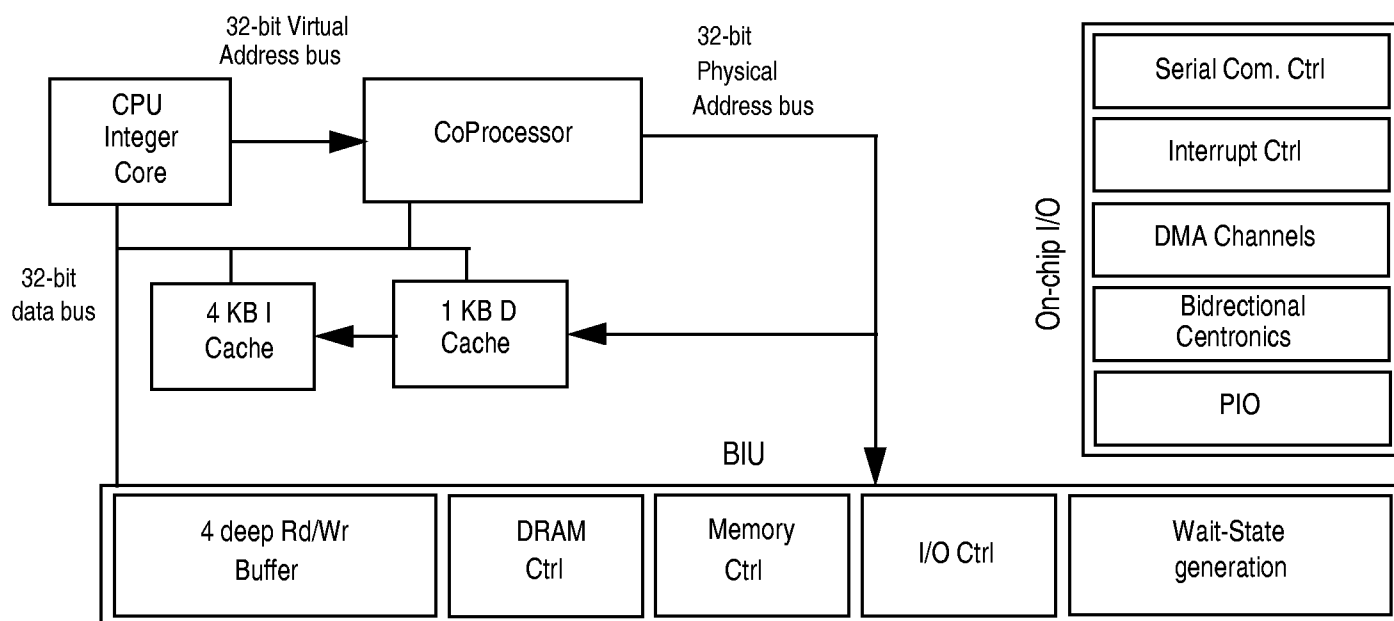 32-bit Virtual
Address bus
32-bit
Physical
Address bus
CPU
Integer
Core
CoProcessor
32-bit
data bus
4 KB I
Cache
1 KB D
Cache
On-chip I/O
Serial Com. Ctrl
Interrupt Ctrl
DMA Channels
Bidrectional
Centronics
PIO
BIU
4 deep Rd/Wr
Buffer
DRAM
Ctrl
Memory
Ctrl
I/O Ctrl
Wait-State
generation